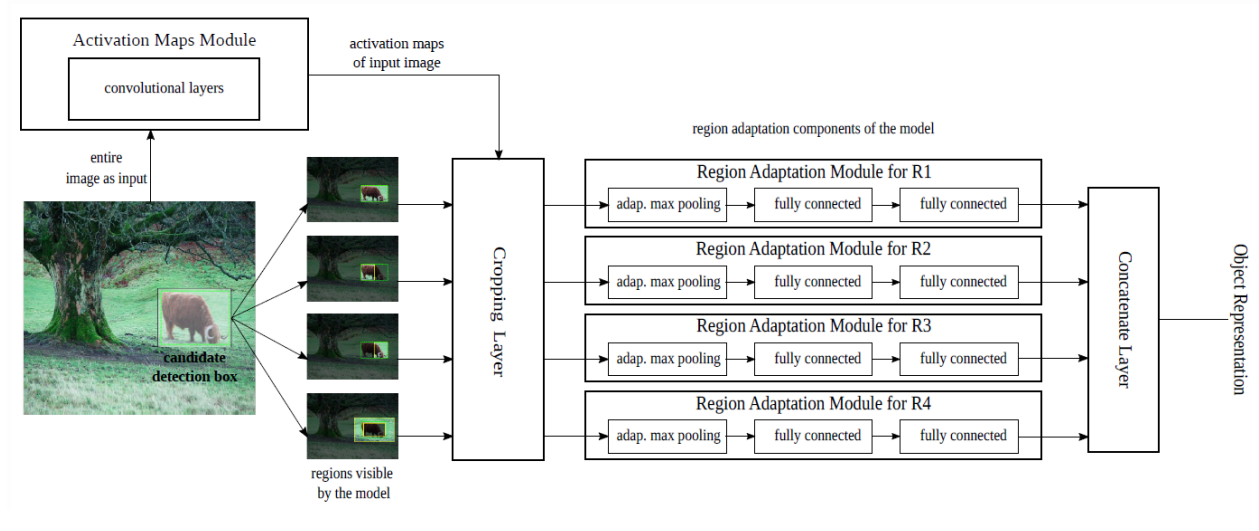 Activation Maps Module
convolutional layers
activation maps
of input image
entire
image as input
candidate
detection box
regions visible
by the model
Cropping Layer
region adaptation components of the model
Region Adaptation Module for R1
adap. max pooling
fully connected
fully connected
Region Adaptation Module for R2
adap. max pooling
fully connected
fully connected
Region Adaptation Module for R3
adap. max pooling
fully connected
fully connected
Region Adaptation Module for R4
adap. max pooling
fully connected
fully connected
Concatenate Layer
Object Representation